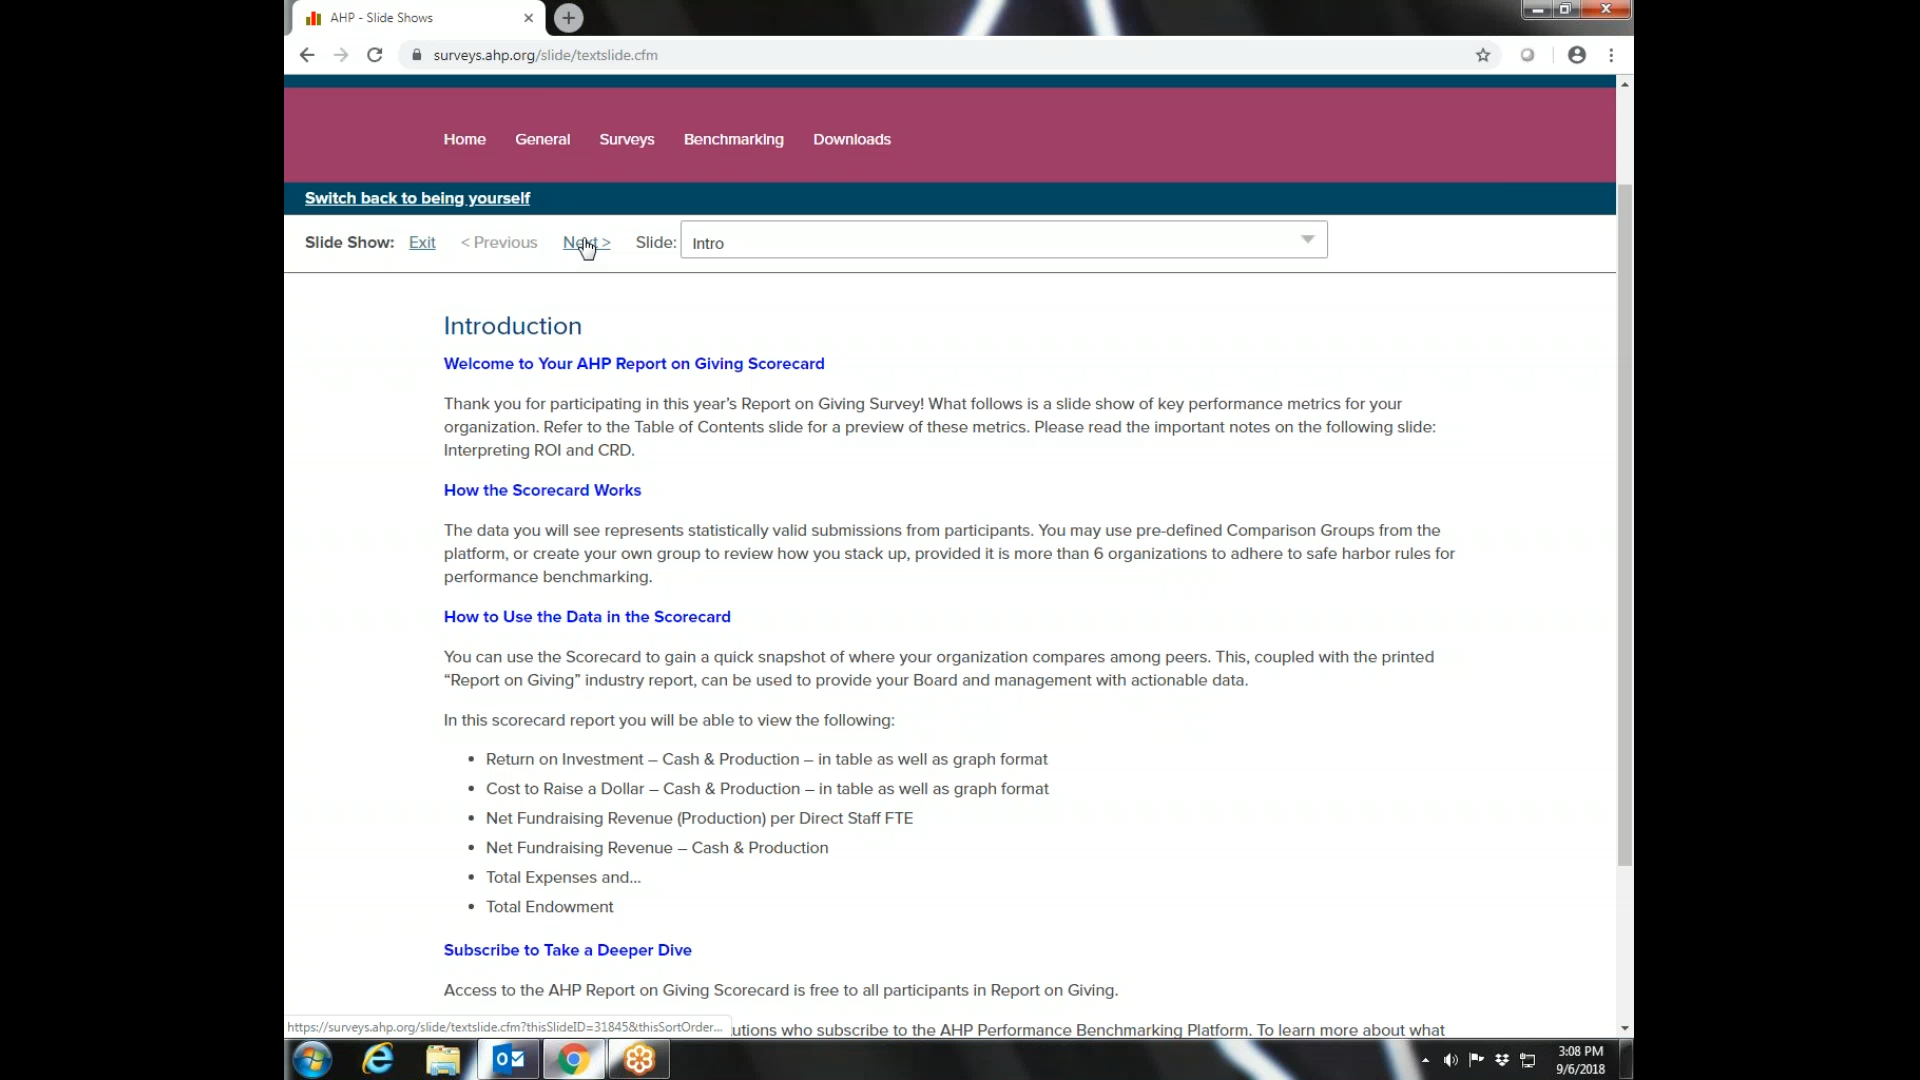 AHP - Slide Shows
surveys.ahp.org/slide/textslide.cfm
Home General Surveys Benchmarking Downloads
Switch back to being yourself
Slide Show: Exit < Previous Next > Slide: Intro
Introduction
Welcome to Your AHP Report on Giving Scorecard
Thank you for participating in this year's Report on Giving Survey! What follows is a slide show of key performance metrics for your
organization. Refer to the Table of Contents slide for a preview of these metrics. Please read the important notes on the following slide:
Interpreting ROI and CRD.
How the Scorecard Works
The data you will see represents statistically valid submissions from participants. You may use pre-defined Comparison Groups from the
platform, or create your own group to review how you stack up, provided it is more than 6 organizations to adhere to safe harbor rules for
performance benchmarking.
How to Use the Data in the Scorecard
You can use the Scorecard to gain a quick snapshot of where your organization compares among peers. This, coupled with the printed
“Report on Giving” industry report, can be used to provide your Board and management with actionable data.
In this scorecard report you will be able to view the following:
• Return on Investment – Cash & Production – in table as well as graph format
• Cost to Raise a Dollar – Cash & Production – in table as well as graph format
• Net Fundraising Revenue (Production) per Direct Staff FTE
• Net Fundraising Revenue – Cash & Production
• Total Expenses and...
• Total Endowment
Subscribe to Take a Deeper Dive
Access to the AHP Report on Giving Scorecard is free to all participants in Report on Giving.
https://surveys.ahp.org/slide/textslide.cfm?thisSlideID=31845&thisSortOrder... utions who subscribe to the AHP Performance Benchmarking Platform. To learn more about what
3:08 PM
9/6/2018